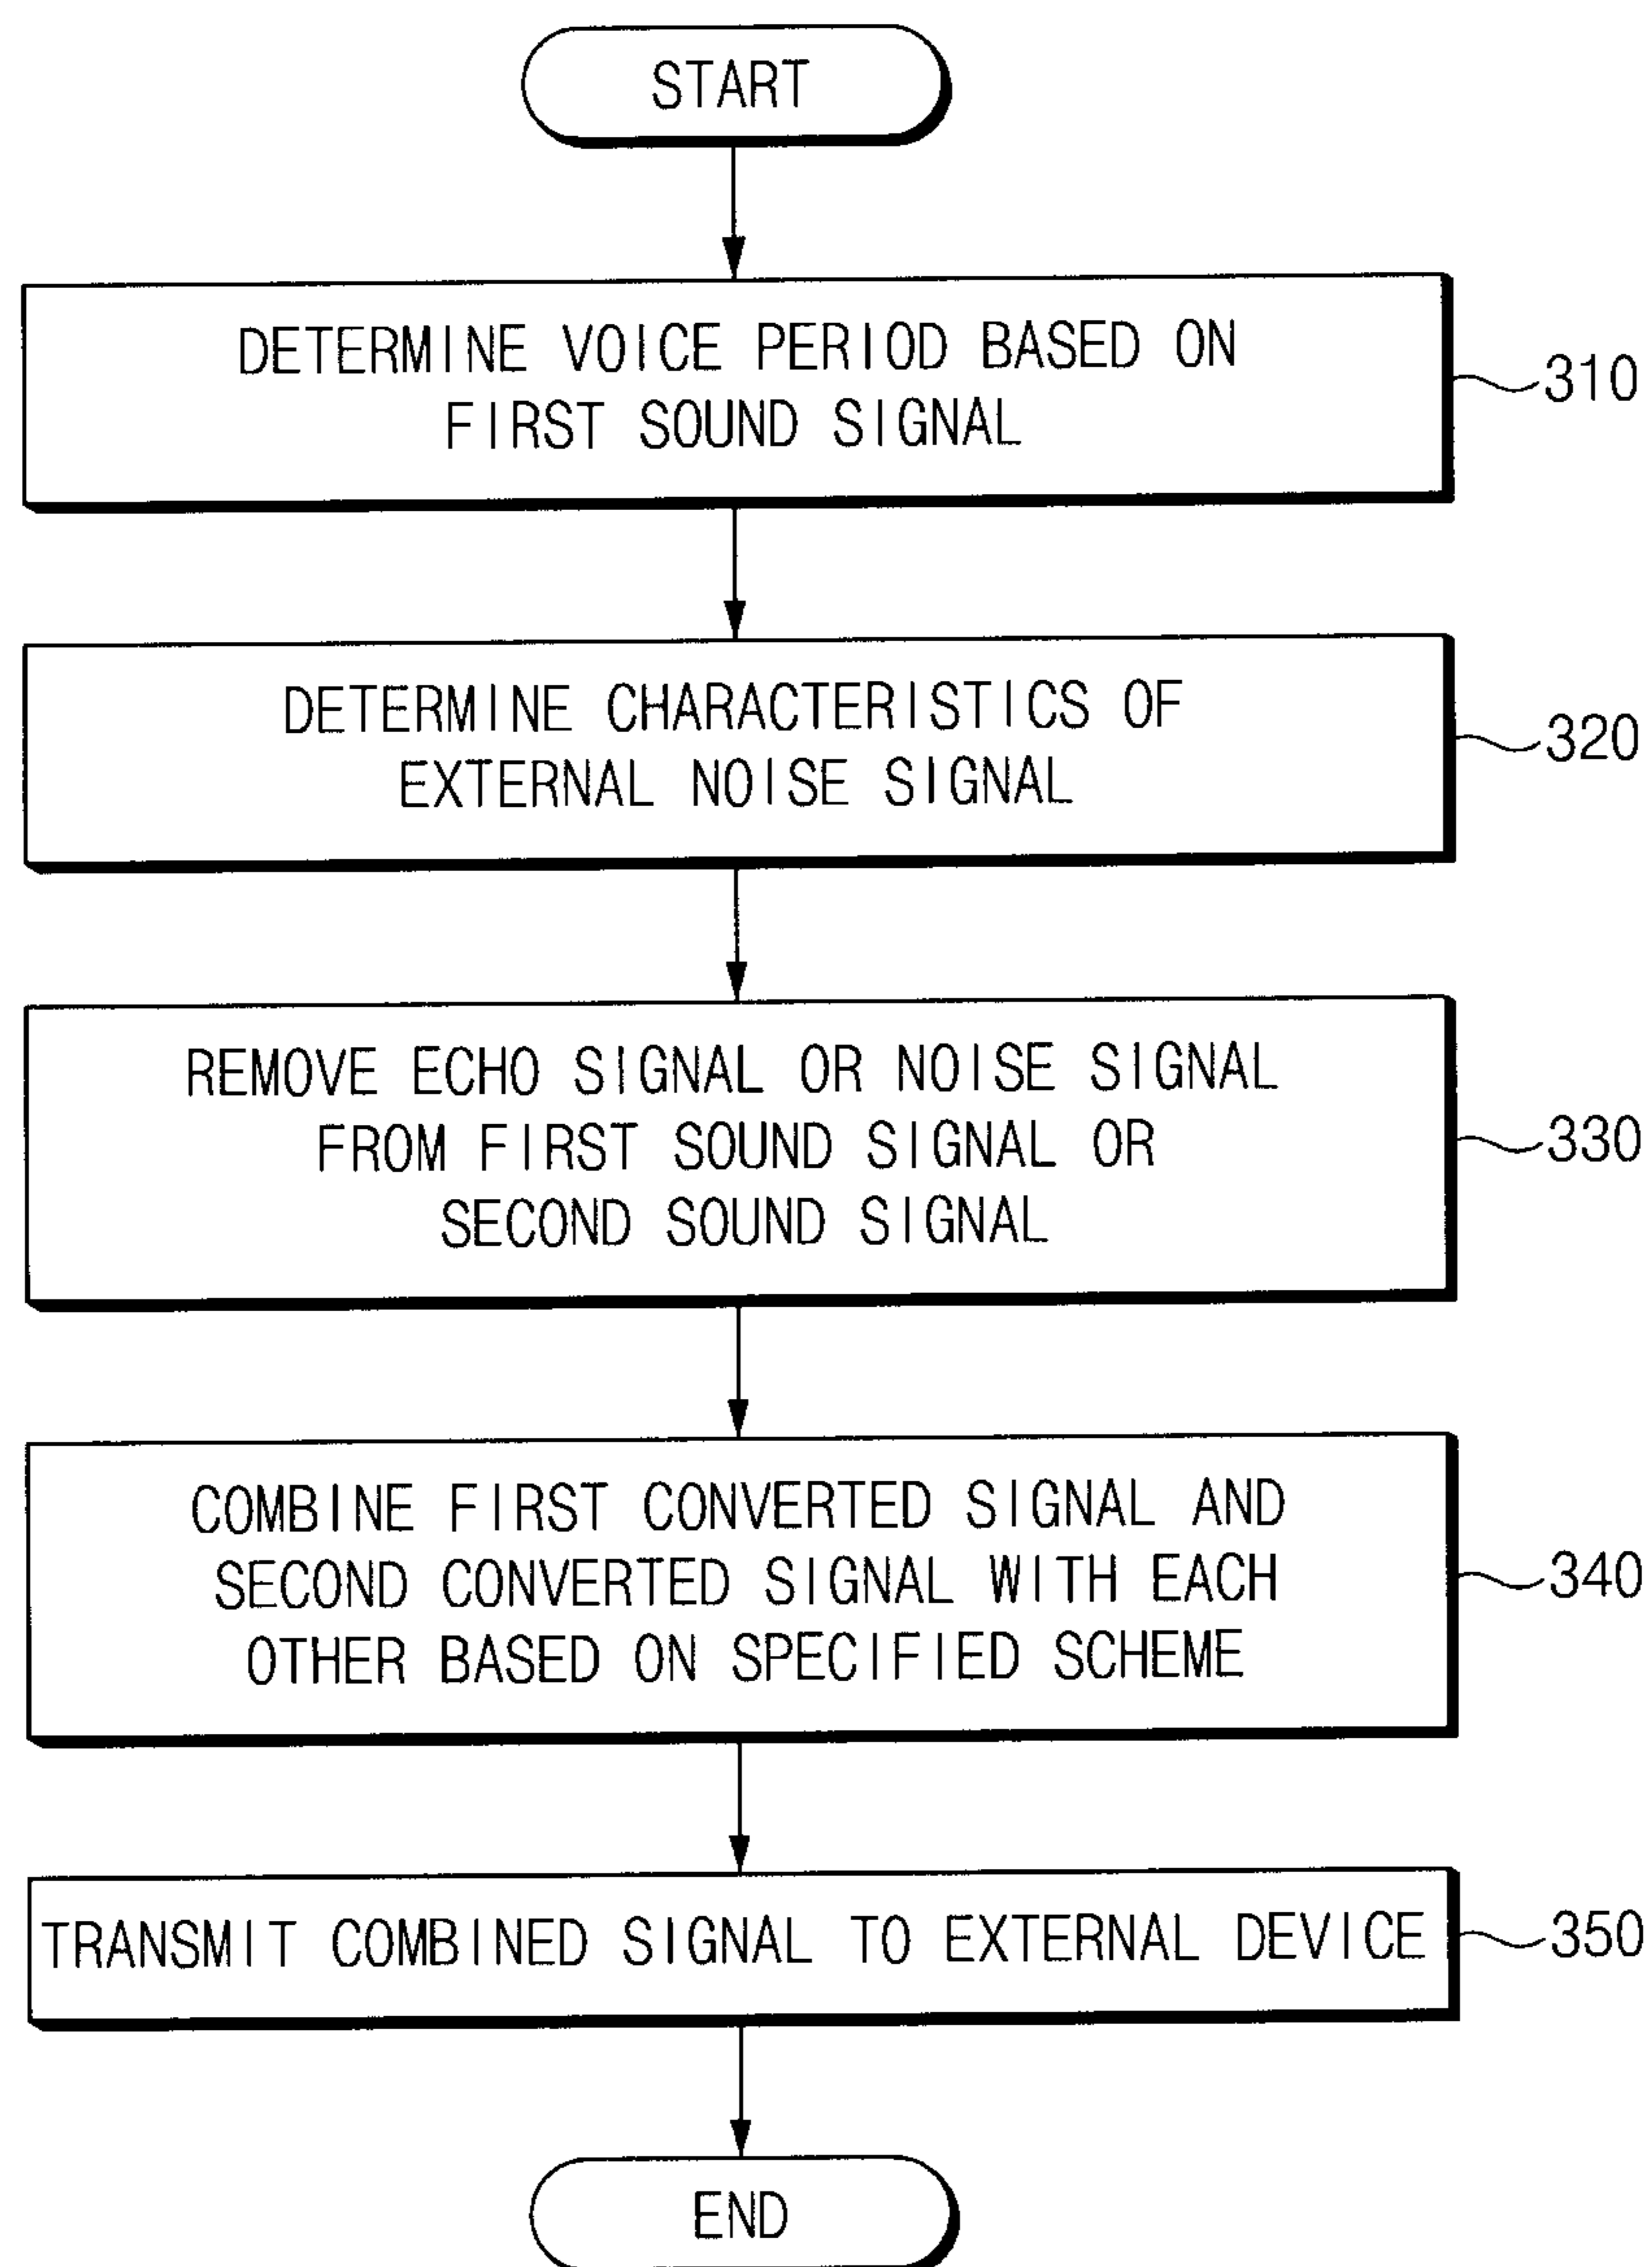 START
DETERMINE VOICE PERIOD BASED ON
FIRST SOUND SIGNAL
310
DETERMINE CHARACTERISTICS OF
EXTERNAL NOISE SIGNAL
320
REMOVE ECHO SIGNAL OR NOISE SIGNAL
FROM FIRST SOUND SIGNAL OR
SECOND SOUND SIGNAL
330
COMBINE FIRST CONVERTED SIGNAL AND
SECOND CONVERTED SIGNAL WITH EACH
OTHER BASED ON SPECIFIED SCHEME
340
TRANSMIT COMBINED SIGNAL TO EXTERNAL DEVICE
350
END